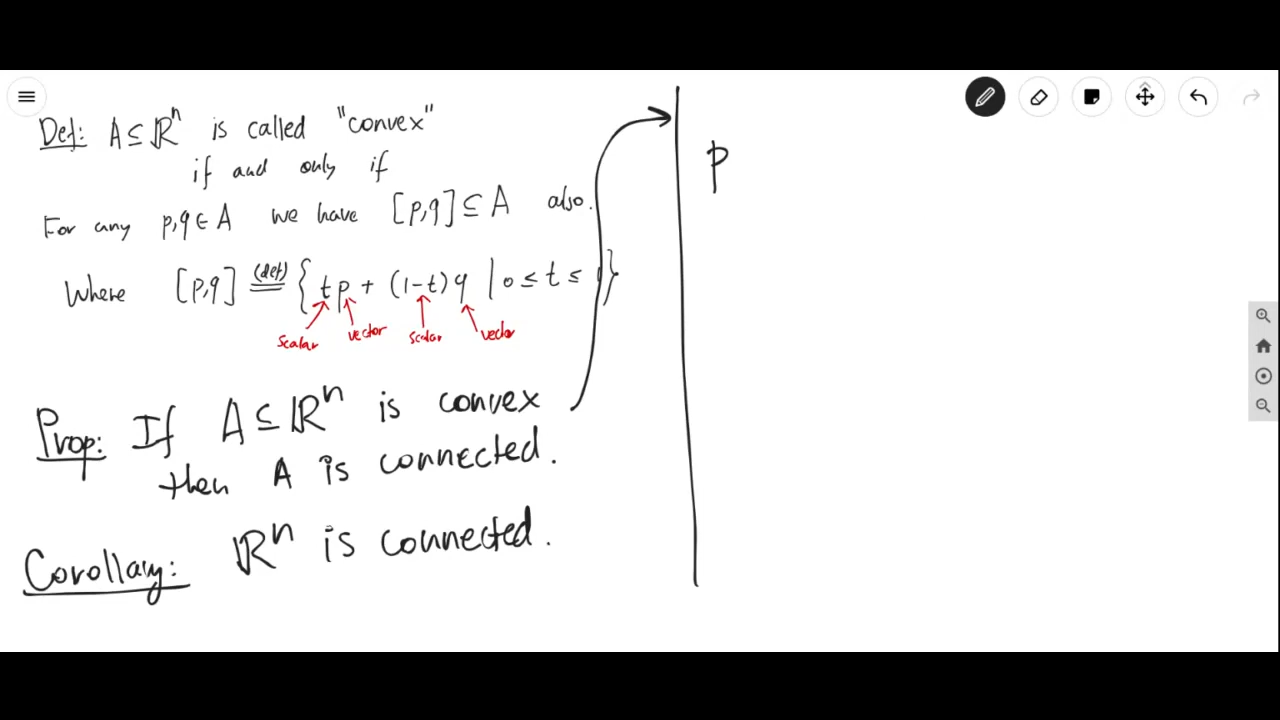 Def: A ⊆ ℝⁿ is called "convex"
if and only if
For any p,q ∈ A we have [p,q] ⊆ A also.
Where [p,q] (def) == { tp + (1-t)q | 0 ≤ t ≤ 1 }
scalar vector scalar vector
Prop: If A ⊆ ℝⁿ is convex
then A is connected.
Corollary: ℝⁿ is connected.
P